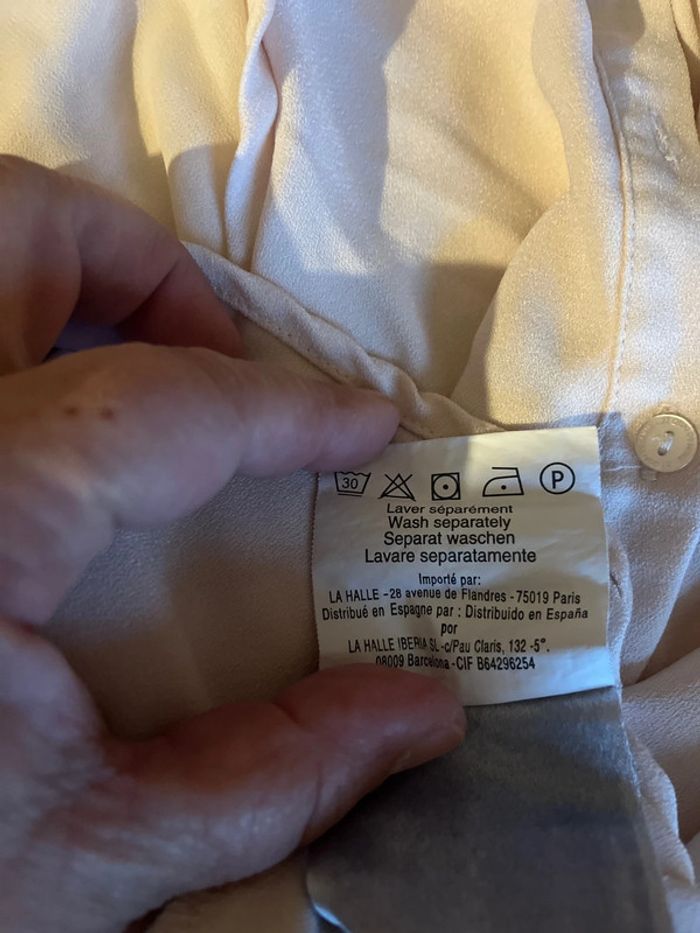 30 P
Laver séparément
Wash separately
Separat waschen
Lavare separatamente
Importé par:
LA HALLE -28 avenue de Flandres -75019 Paris
Distribué en Espagne par : Distribuido en España
por
LA HALLE IBERIA SL -c/Pau Claris, 132 -5°.
08009 Barcelona -CIF B64296254